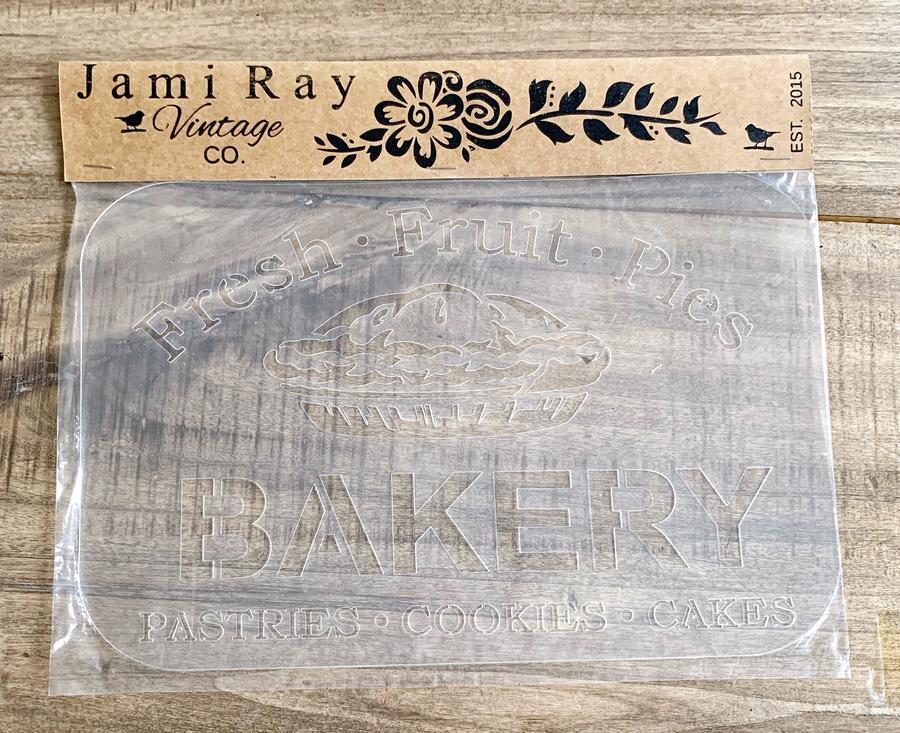 Jami Ray
Vintage
CO.
EST. 2015
Fresh · Fruit · Pies
BAKERY
PASTRIES · COOKIES · CAKES